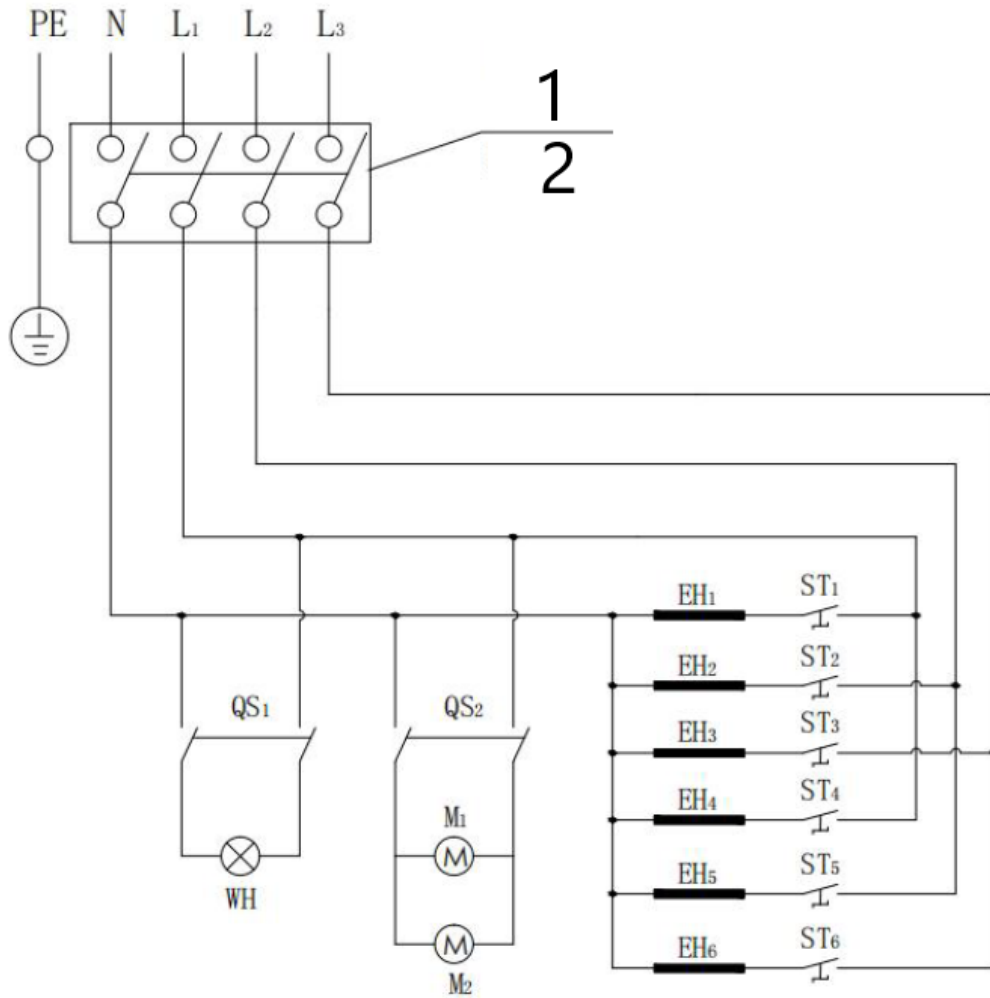 PE N L1 L2 L3
1
2
EH1 ST1
EH2 ST2
QS1 QS2
EH3 ST3
EH4 ST4
M1
M
EH5 ST5
WH
M
EH6 ST6
M2